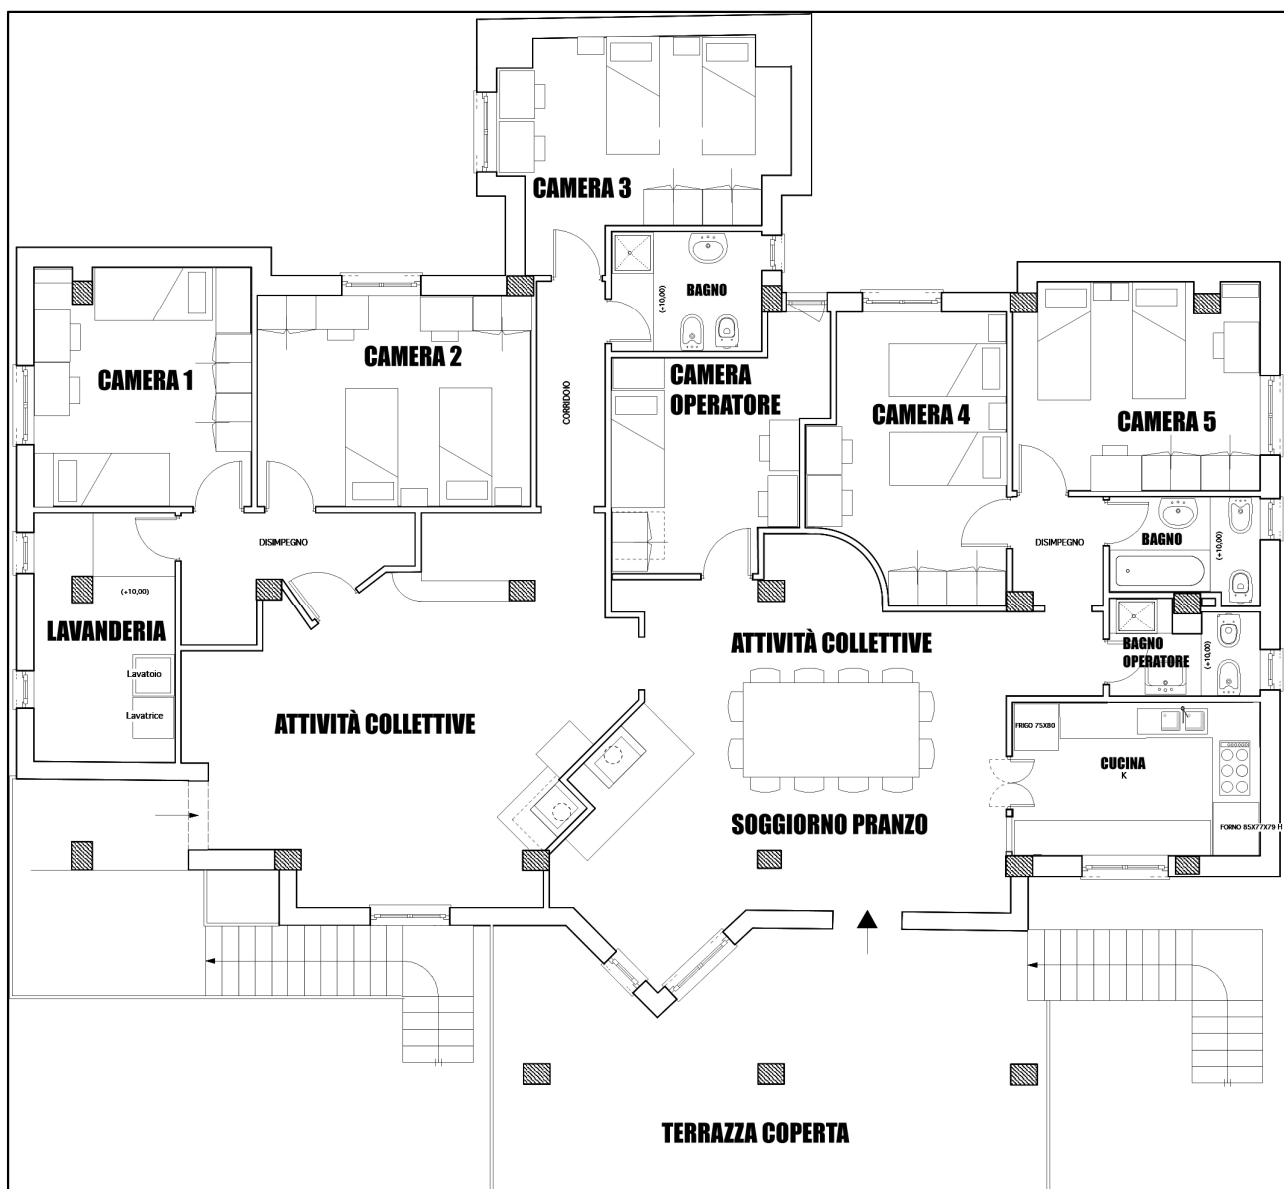 CAMERA 3
BAGNO
(+10,00)
CAMERA 1
CAMERA 2
CORRIDOIO
CAMERA
OPERATORE
CAMERA 4
CAMERA 5
DISIMPEGNO
DISIMPEGNO
BAGNO
(+10,00)
(+10,00)
LAVANDERIA
Lavatoio
Lavatrice
ATTIVITÀ COLLETTIVE
ATTIVITÀ COLLETTIVE
BAGNO
OPERATORE
(+10,00)
FRIGO 75X80
CUCINA
K
FORNO 85X77X79 H
SOGGIORNO PRANZO
TERRAZZA COPERTA